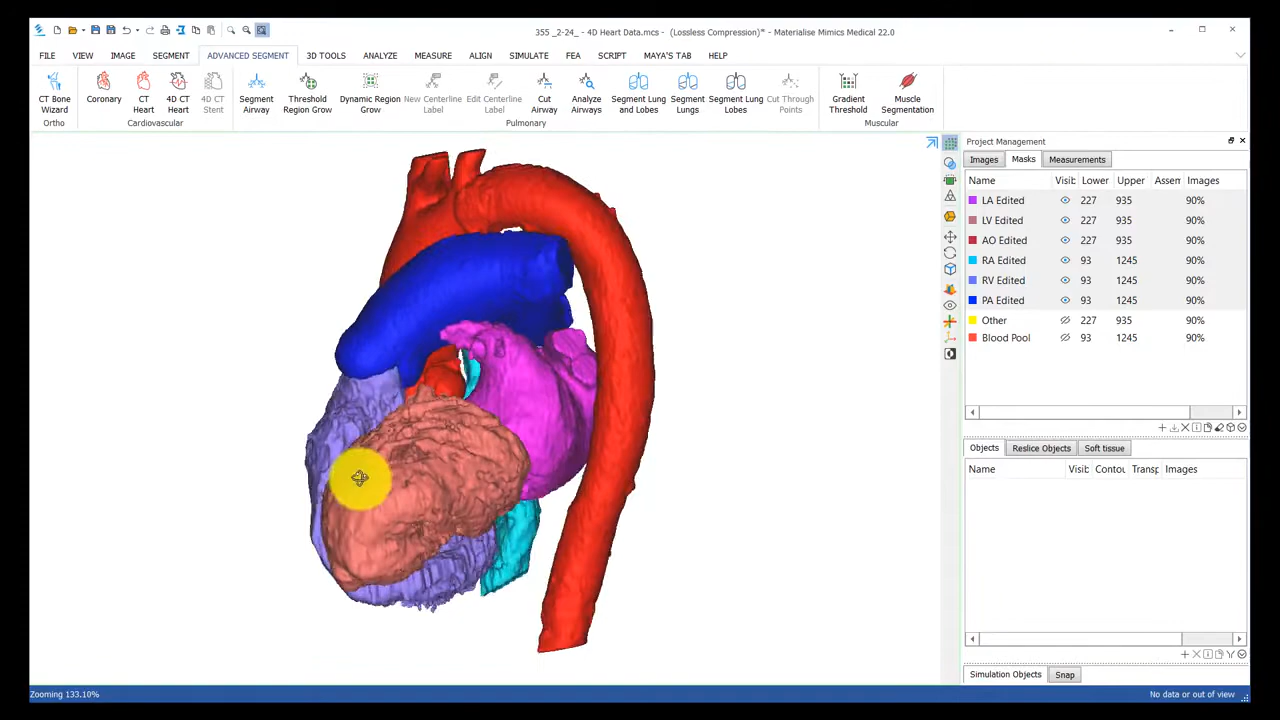 355 _2-24_ - 4D Heart Data.mcs - (Lossless Compression)* - Materialise Mimics Medical 22.0
FILE VIEW IMAGE SEGMENT ADVANCED SEGMENT 3D TOOLS ANALYZE MEASURE ALIGN SIMULATE FEA SCRIPT MAYA'S TAB HELP
CT Bone Coronary CT 4D CT 4D CT Segment Threshold Dynamic Region New Centerline Edit Centerline Cut Analyze Segment Lung Segment Segment Lung Cut Through Gradient Muscle
Wizard Heart Heart Stent Airway Region Grow Grow Label Label Airway Airways and Lobes Lungs Lobes Points Threshold Segmentation
Ortho Cardiovascular Pulmonary Muscular
Project Management
Images Masks Measurements
Name Visib Lower Upper Assem Images
LA Edited 227 935 90%
LV Edited 227 935 90%
AO Edited 227 935 90%
RA Edited 93 1245 90%
RV Edited 93 1245 90%
PA Edited 93 1245 90%
Other 227 935 90%
Blood Pool 93 1245 90%
Objects Reslice Objects Soft tissue
Name Visib Contou Transp Images
Simulation Objects Snap
Zooming 133.10% No data or out of view